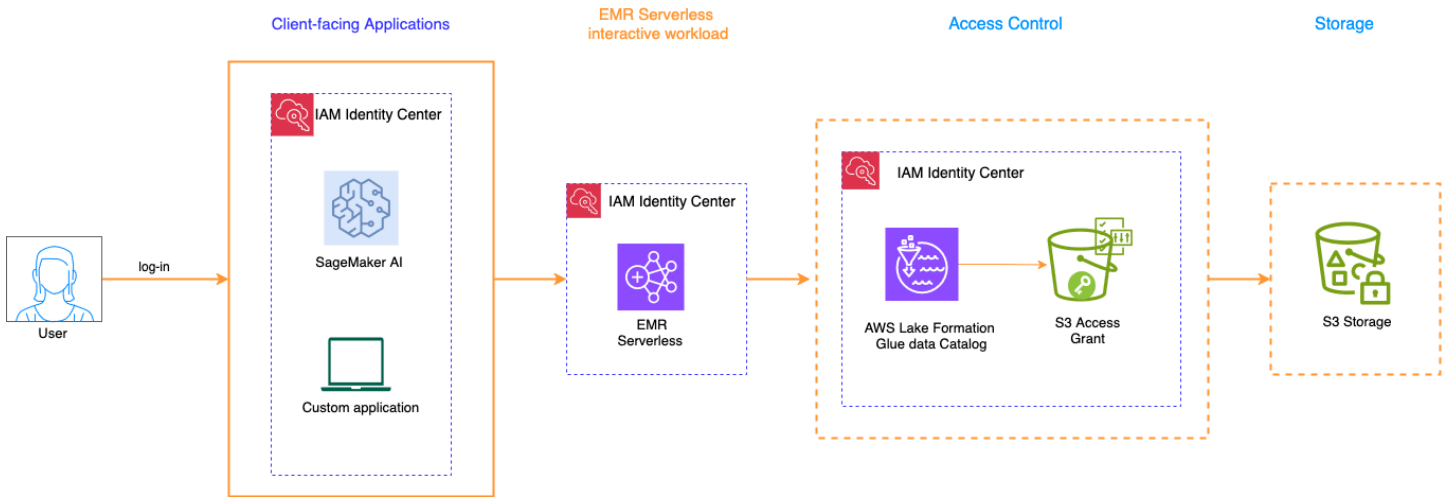 Client-facing Applications
EMR Serverless
interactive workload
Access Control
Storage
IAM Identity Center
SageMaker AI
Custom application
log-in
User
IAM Identity Center
EMR
Serverless
IAM Identity Center
AWS Lake Formation
Glue data Catalog
S3 Access
Grant
S3 Storage